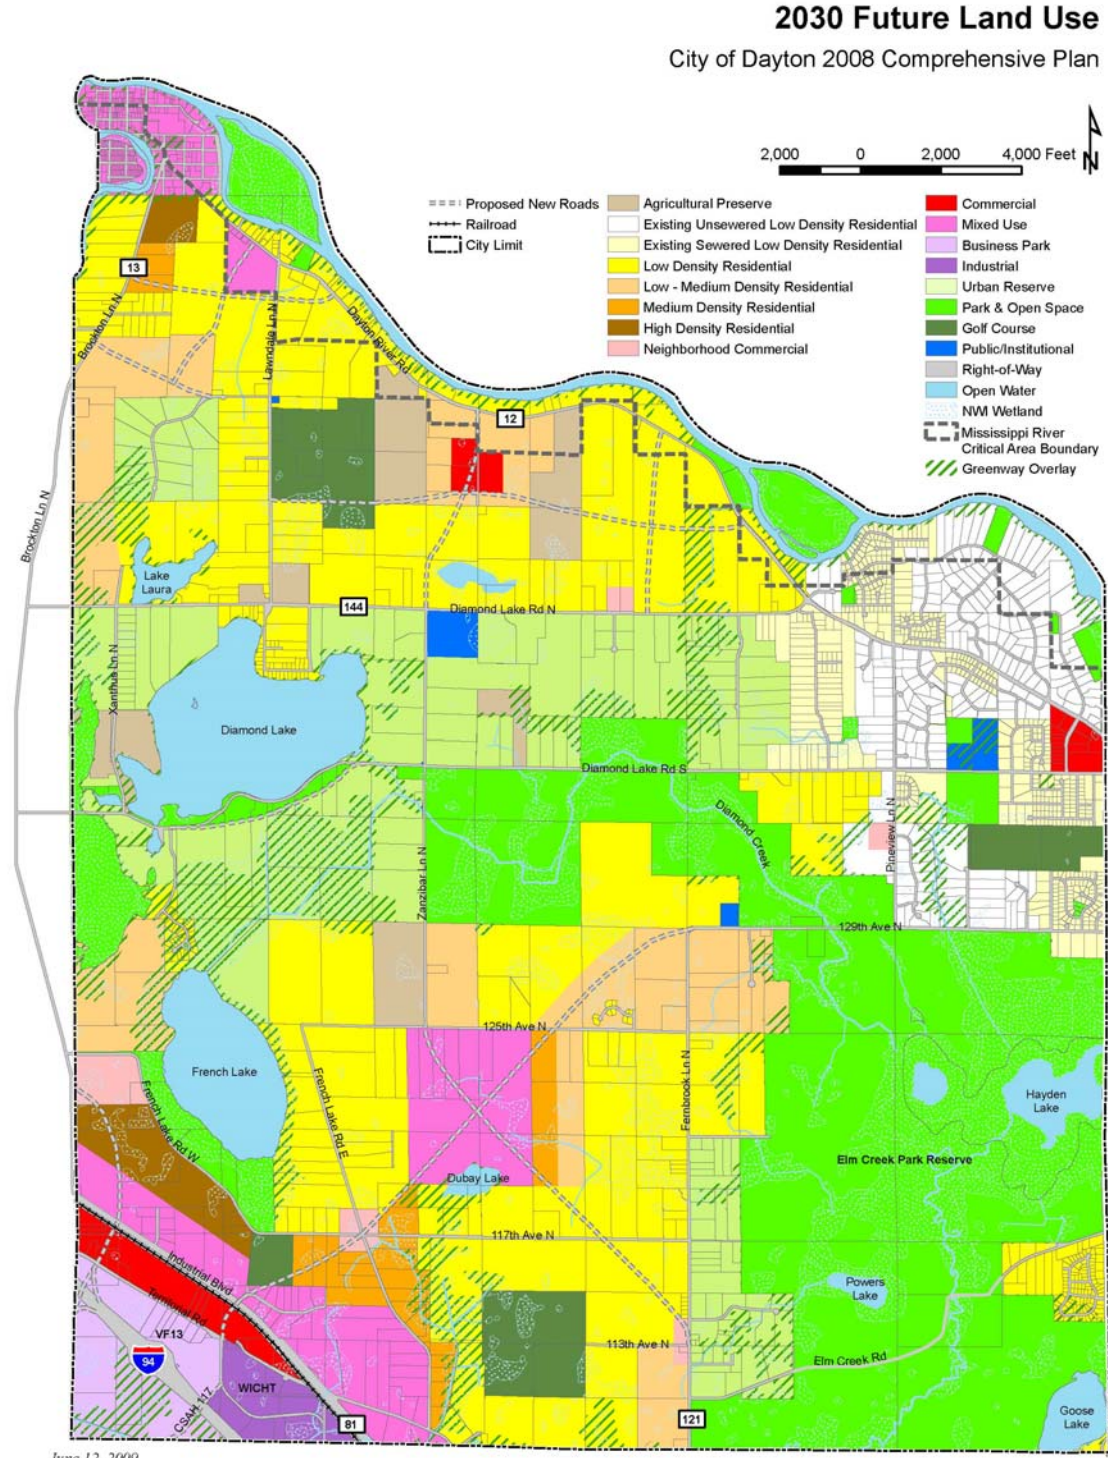 2030 Future Land Use
City of Dayton 2008 Comprehensive Plan
N
2,000 0 2,000 4,000 Feet
Proposed New Roads
Railroad
City Limit
Agricultural Preserve
Existing Unsewered Low Density Residential
Existing Sewered Low Density Residential
Low Density Residential
Low - Medium Density Residential
Medium Density Residential
High Density Residential
Neighborhood Commercial
Commercial
Mixed Use
Business Park
Industrial
Urban Reserve
Park & Open Space
Golf Course
Public/Institutional
Right-of-Way
Open Water
NWI Wetland
Mississippi River
Critical Area Boundary
Greenway Overlay
13
Brockton Ln N
Lawndale Ln N
Dayton River Rd
12
Brockton Ln N
Lake
Laura
144
Diamond Lake Rd N
Xanthus Ln N
Diamond Lake
Diamond Lake Rd S
Diamond Creek
Pineview Ln N
Zanzibar Ln N
129th Ave N
125th Ave N
French Lake
French Lake Rd W
French Lake Rd E
Fernbrook Ln N
Hayden
Lake
Elm Creek Park Reserve
Dubay Lake
117th Ave N
Industrial Blvd
Territorial Rd
Powers
Lake
VF13
94
113th Ave N
Elm Creek Rd
WICHT
CSAH 117
81
121
Goose
Lake
June 12, 2009